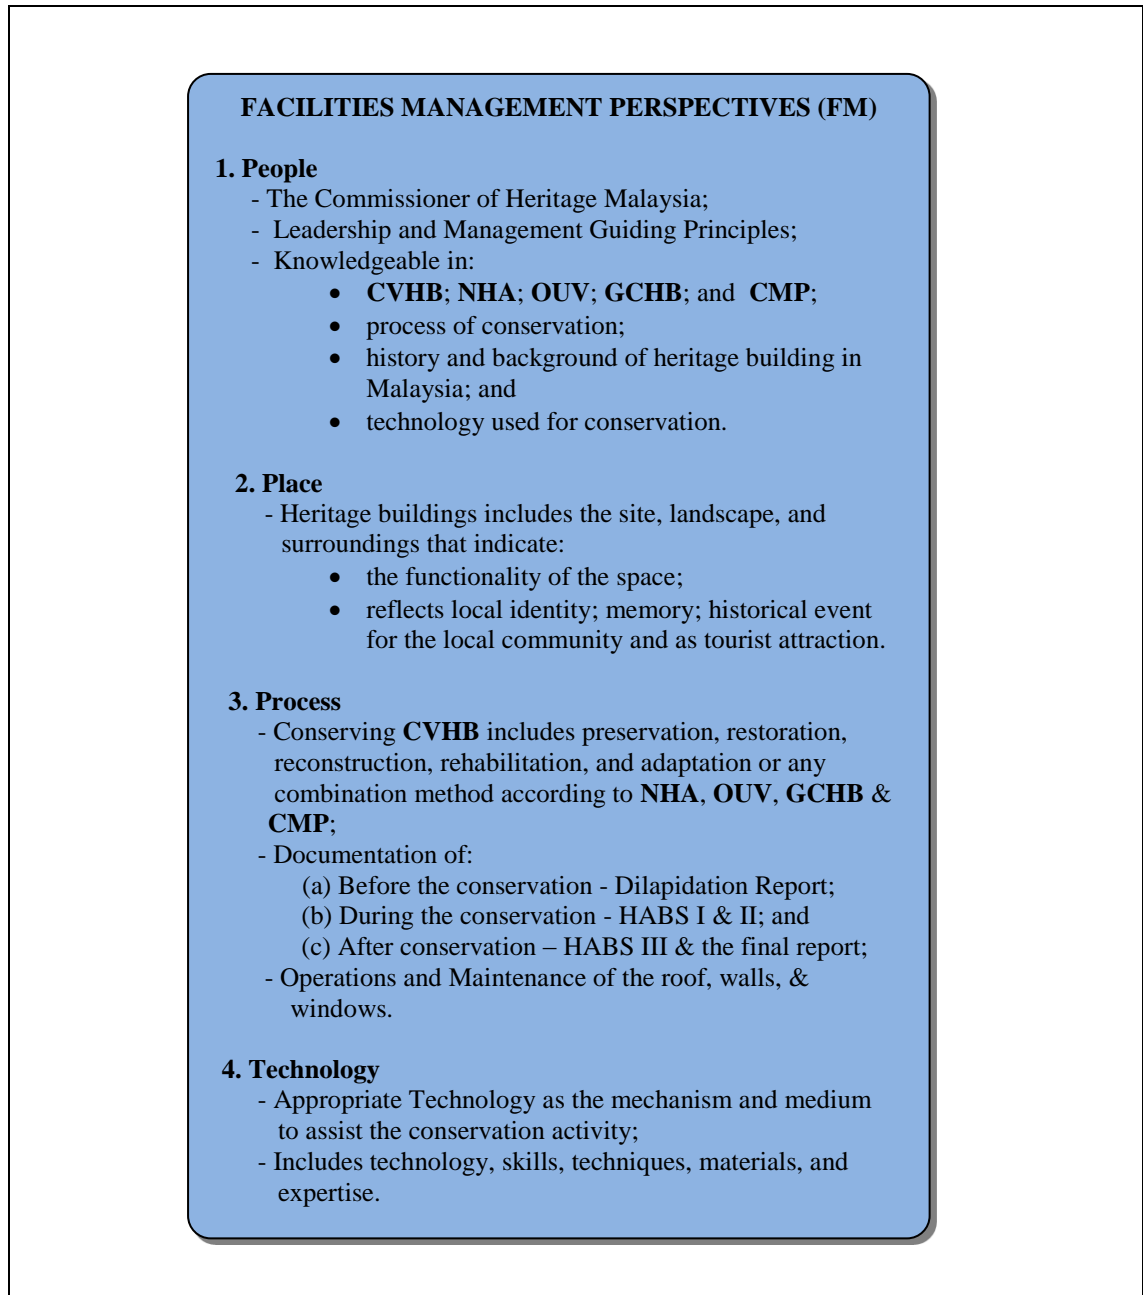 FACILITIES MANAGEMENT PERSPECTIVES (FM)
1. People
- The Commissioner of Heritage Malaysia;
- Leadership and Management Guiding Principles;
- Knowledgeable in:
• CVHB; NHA; OUV; GCHB; and CMP;
• process of conservation;
• history and background of heritage building in
Malaysia; and
• technology used for conservation.
2. Place
- Heritage buildings includes the site, landscape, and
surroundings that indicate:
• the functionality of the space;
• reflects local identity; memory; historical event
for the local community and as tourist attraction.
3. Process
- Conserving CVHB includes preservation, restoration,
reconstruction, rehabilitation, and adaptation or any
combination method according to NHA, OUV, GCHB &
CMP;
- Documentation of:
(a) Before the conservation - Dilapidation Report;
(b) During the conservation - HABS I & II; and
(c) After conservation – HABS III & the final report;
- Operations and Maintenance of the roof, walls, &
windows.
4. Technology
- Appropriate Technology as the mechanism and medium
to assist the conservation activity;
- Includes technology, skills, techniques, materials, and
expertise.